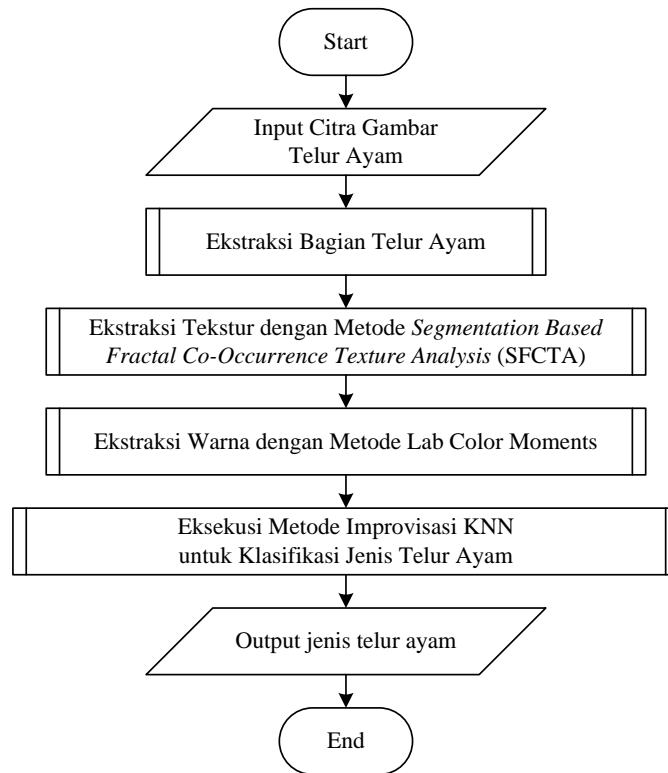 Start
Input Citra Gambar
Telur Ayam
Ekstraksi Bagian Telur Ayam
Ekstraksi Tekstur dengan Metode Segmentation Based
Fractal Co-Occurrence Texture Analysis (SFCTA)
Ekstraksi Warna dengan Metode Lab Color Moments
Eksekusi Metode Improvisasi KNN
untuk Klasifikasi Jenis Telur Ayam
Output jenis telur ayam
End